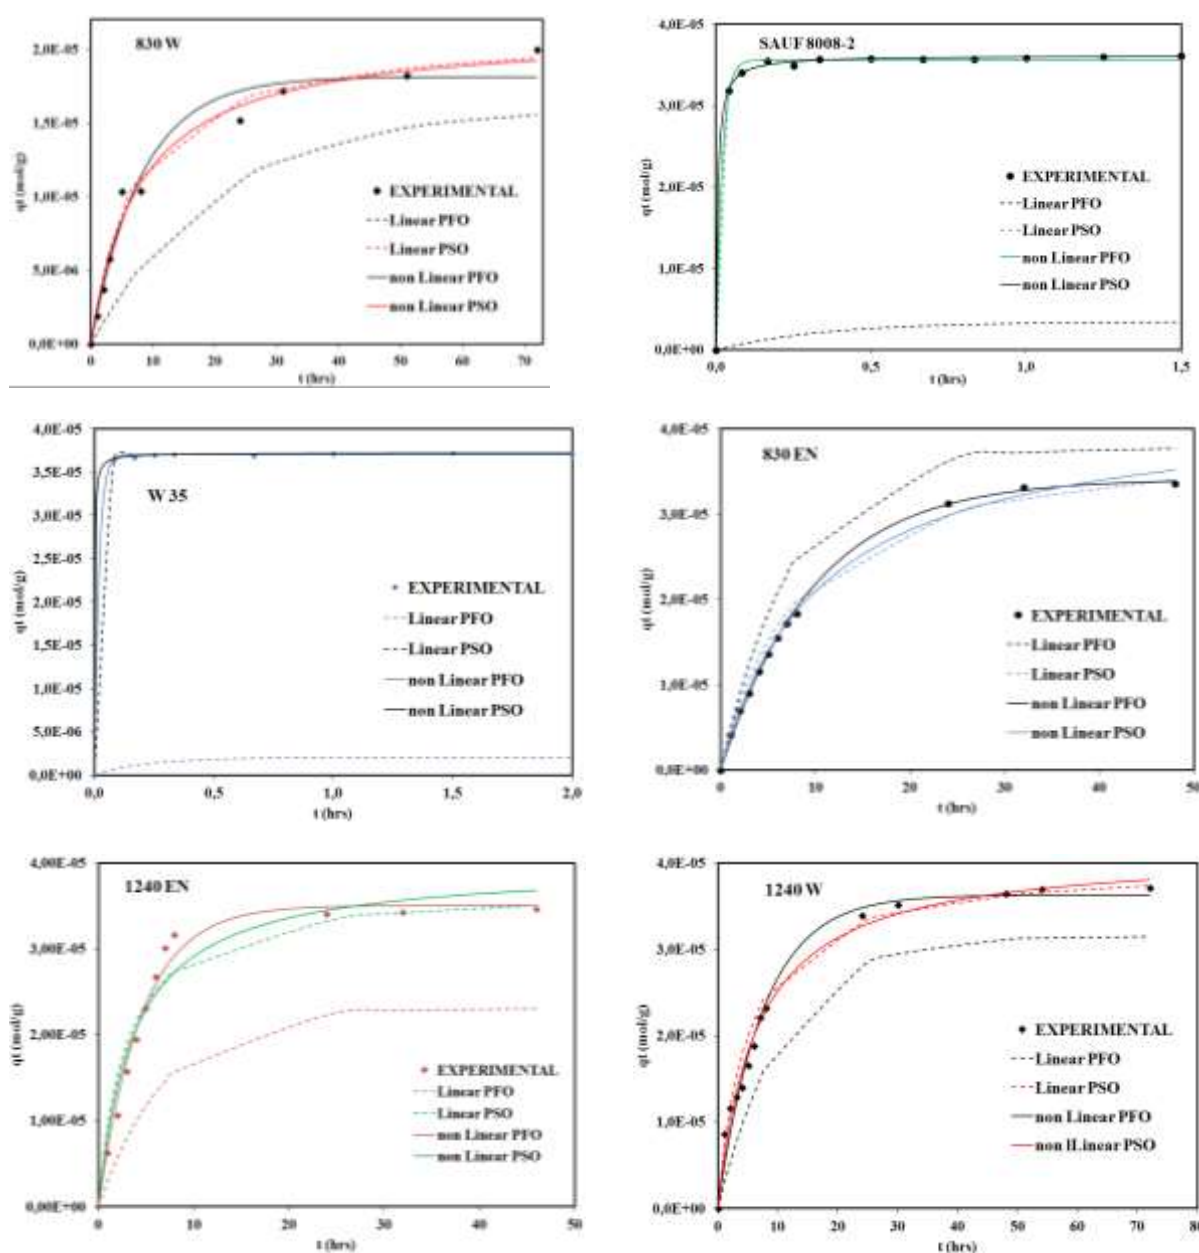 830 W
2,0E-05
1,5E-05
1,0E-05
5,0E-06
0,0E+00
qt (mol/g)
EXPERIMENTAL
Linear PFO
Linear PSO
non Linear PFO
non Linear PSO
0 10 20 30 40 50 60 70
t (hrs)
SAUF 8008-2
4,0E-05
3,0E-05
2,0E-05
1,0E-05
0,0E+00
qt (mol/g)
EXPERIMENTAL
Linear PFO
Linear PSO
non Linear PFO
non Linear PSO
0,0 0,5 1,0 1,5
t (hrs)
W 35
4,0E-05
3,5E-05
3,0E-05
2,5E-05
2,0E-05
1,5E-05
1,0E-05
5,0E-06
0,0E+00
qt (mol/g)
EXPERIMENTAL
Linear PFO
Linear PSO
non Linear PFO
non Linear PSO
0,0 0,5 1,0 1,5 2,0
t (hrs)
830 EN
4,0E-05
3,0E-05
2,0E-05
1,0E-05
0,0E+00
qt (mol/g)
EXPERIMENTAL
Linear PFO
Linear PSO
non Linear PFO
non Linear PSO
0 10 20 30 40 50
t (hrs)
1240 EN
4,00E-05
3,00E-05
2,00E-05
1,00E-05
0,00E+00
qt (mol/g)
EXPERIMENTAL
Linear PFO
Linear PSO
non Linear PFO
non Linear PSO
0 10 20 30 40 50
t (hrs)
1240 W
4,0E-05
3,0E-05
2,0E-05
1,0E-05
0,0E+00
qt (mol/g)
EXPERIMENTAL
Linear PFO
Linear PSO
non Linear PFO
non lLinear PSO
0 10 20 30 40 50 60 70 80
t (hrs)